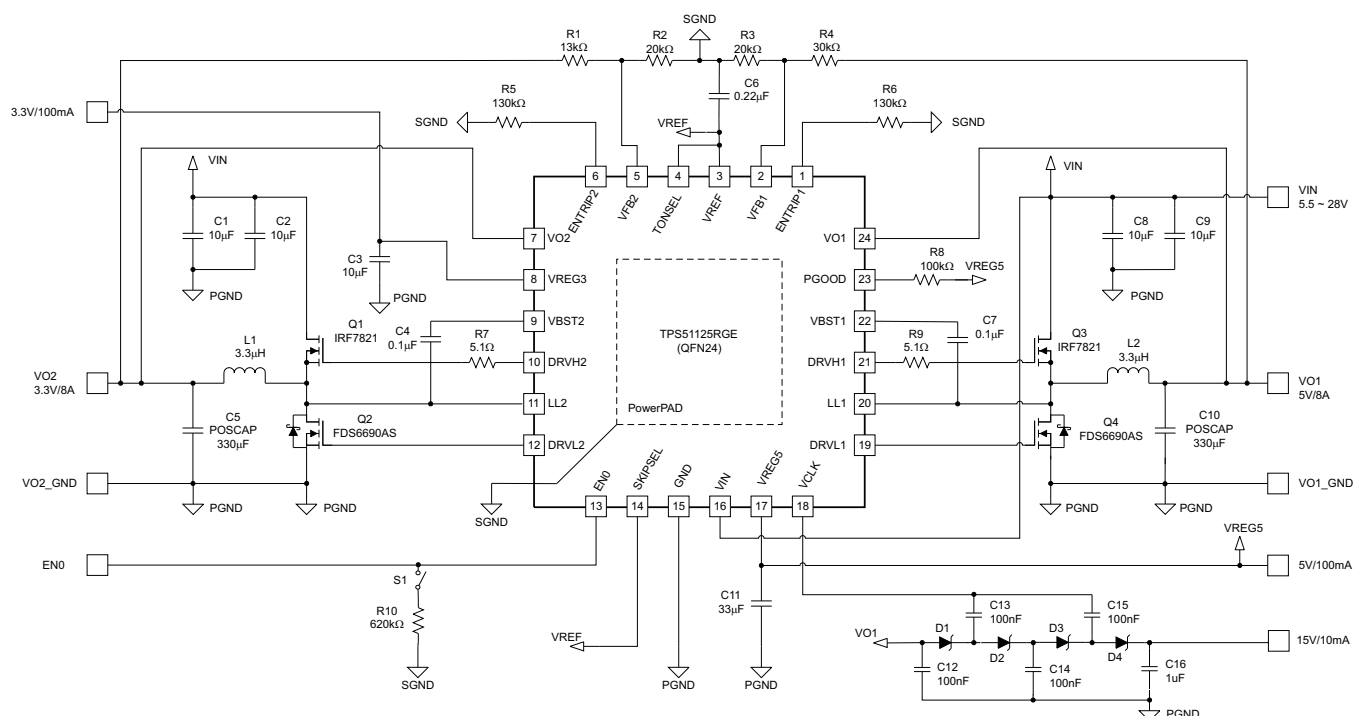 SGND
R1
13kΩ
R2
20kΩ
R3
20kΩ
R4
30kΩ
C6
0.22μF
R5
130kΩ
R6
130kΩ
3.3V/100mA
SGND
VREF
SGND
VIN
VIN
VIN
5.5 ~ 28V
6
5
4
3
2
1
ENTRIP2
VFB2
TONSEL
VREF
VFB1
ENTRIP1
C1
10μF
C2
10μF
C3
10μF
7
VO2
VO1
24
C8
10μF
C9
10μF
R8
100kΩ
VREG5
8
VREG3
PGOOD
23
PGND
PGND
PGND
TPS51125RGE
(QFN24)
Q1
IRF7821
C4
0.1μF
9
VBST2
VBST1
22
C7
0.1μF
Q3
IRF7821
R7
5.1Ω
R9
5.1Ω
L1
3.3μH
10
DRVH2
DRVH1
21
L2
3.3μH
VO2
3.3V/8A
VO1
5V/8A
11
LL2
LL1
20
PowerPAD
C5
POSCAP
330μF
Q2
FDS6690AS
Q4
FDS6690AS
C10
POSCAP
330μF
12
DRVL2
DRVL1
19
EN0
SKIPSEL
GND
VIN
VREG5
VCLK
VO2_GND
VO1_GND
PGND
PGND
SGND
13
14
15
16
17
18
PGND
PGND
VREG5
EN0
5V/100mA
S1
R10
620kΩ
C11
33μF
C13
100nF
C15
100nF
VREF
VO1
D1
D2
D3
D4
15V/10mA
C12
100nF
C14
100nF
C16
1uF
SGND
PGND
PGND
PGND